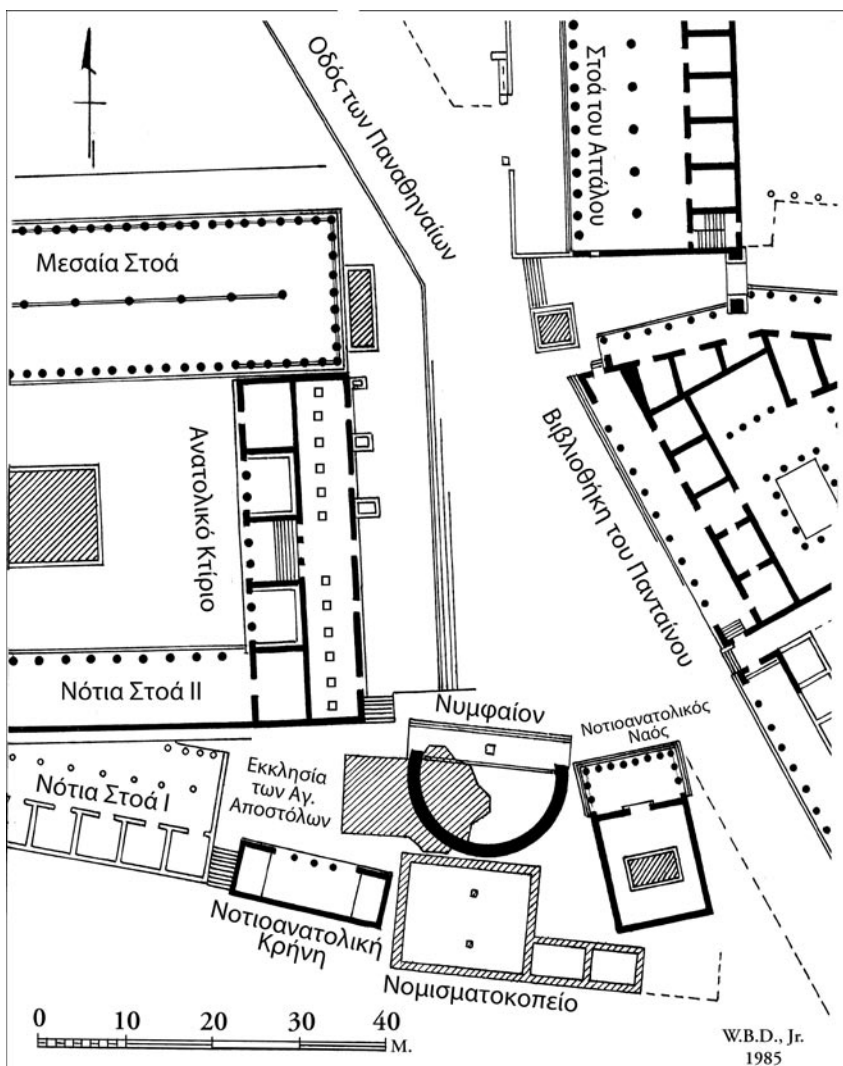 Οδός των Παναθηναίων
Στοά του Αττάλου
Μεσαία Στοά
Ανατολικό Κτίριο
Βιβλιοθήκη του Πανταίνου
Νότια Στοά ΙΙ
Νυμφαίον
Νοτιοανατολικός
Ναός
Εκκλησία
των Αγ.
Αποστόλων
Νότια Στοά Ι
Νοτιοανατολική
Κρήνη
Νομισματοκοπείο
0 10 20 40
Μ.
W.B.D., Jr.
1985